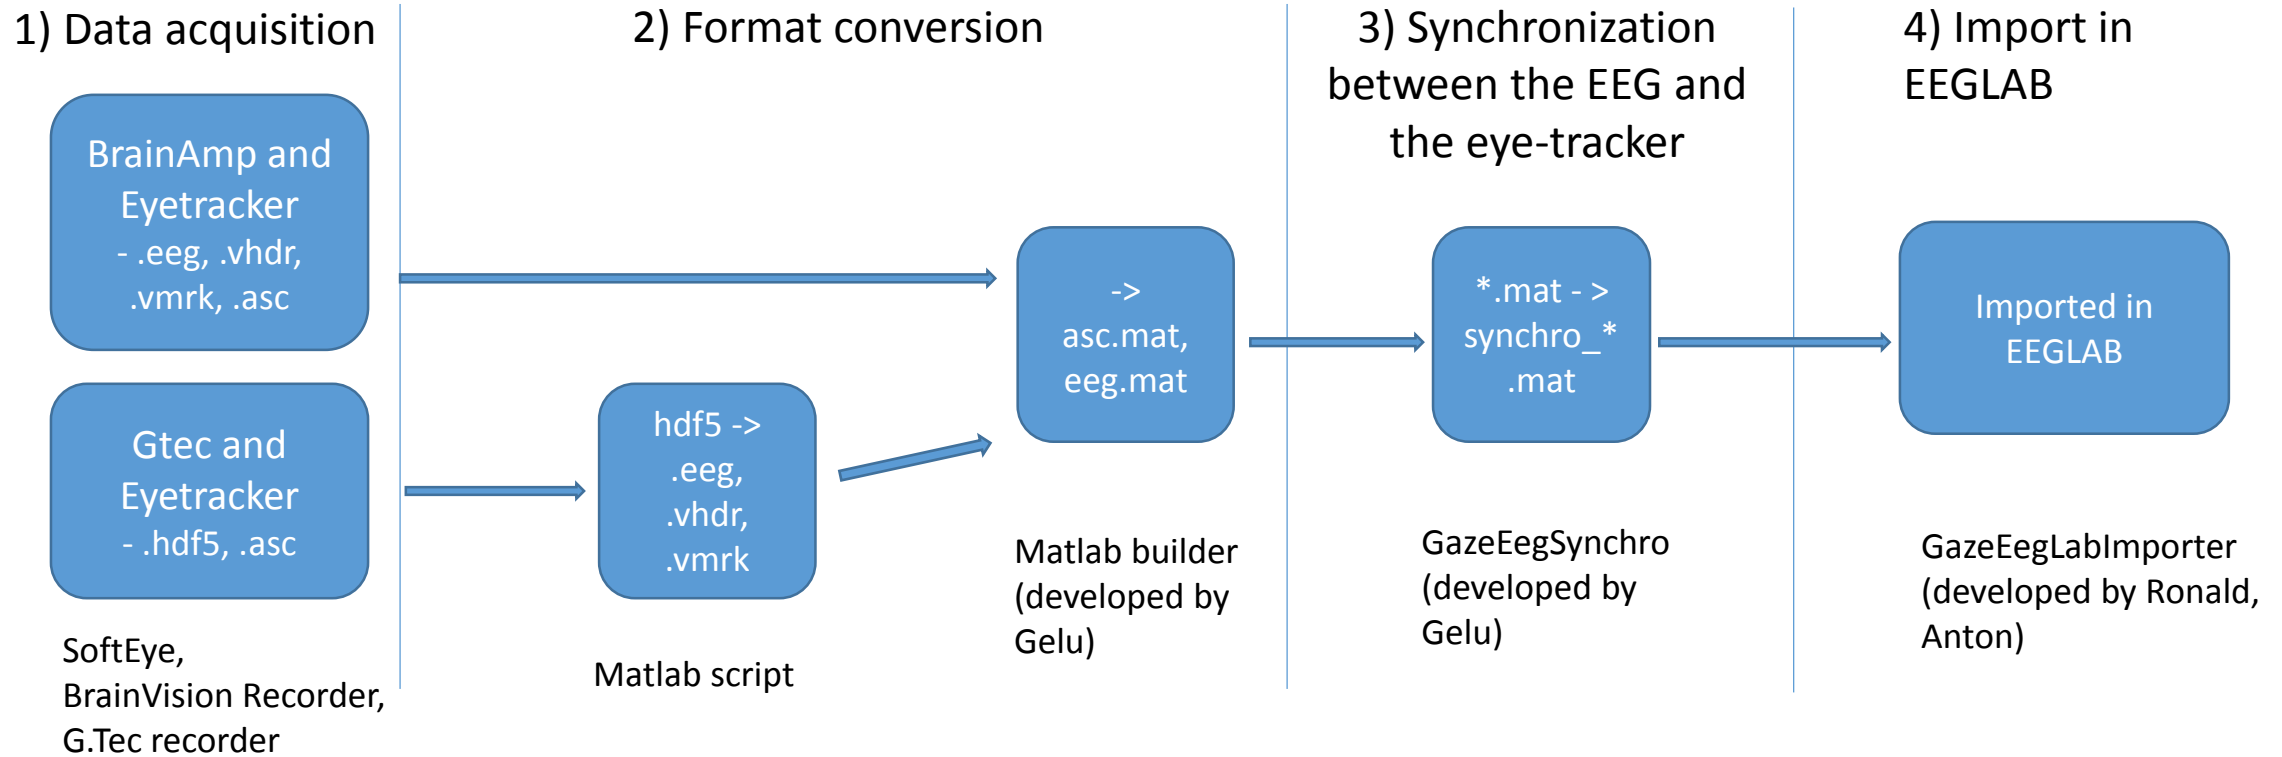 1) Data acquisition
BrainAmp and
Eyetracker
- .eeg, .vhdr,
.vmrk, .asc
Gtec and
Eyetracker
- .hdf5, .asc
SoftEye,
BrainVision Recorder,
G.Tec recorder
2) Format conversion
hdf5 ->
.eeg,
.vhdr,
.vmrk
Matlab script
->
asc.mat,
eeg.mat
Matlab builder
(developed by
Gelu)
3) Synchronization
between the EEG and
the eye-tracker
*.mat - >
synchro_*
.mat
GazeEegSynchro
(developed by
Gelu)
4) Import in
EEGLAB
Imported in
EEGLAB
GazeEegLabImporter
(developed by Ronald,
Anton)